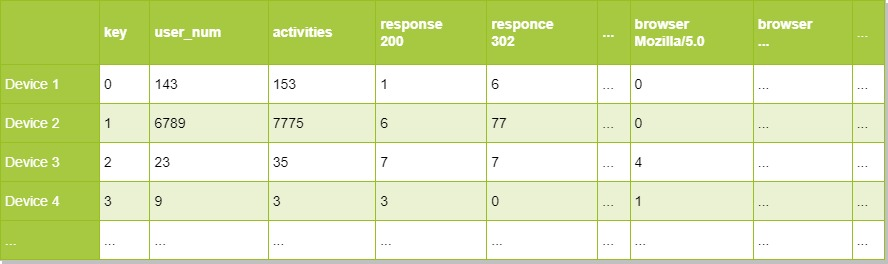 key user_num activities response 200 responce 302 ... browser Mozilla/5.0 browser ... ...
Device 1 0 143 153 1 6 ... 0 ... ...
Device 2 1 6789 7775 6 77 ... 0 ... ...
Device 3 2 23 35 7 7 ... 4 ... ...
Device 4 3 9 3 3 0 ... 1 ... ...
... ... ... ... ... ... ... ... ... ...